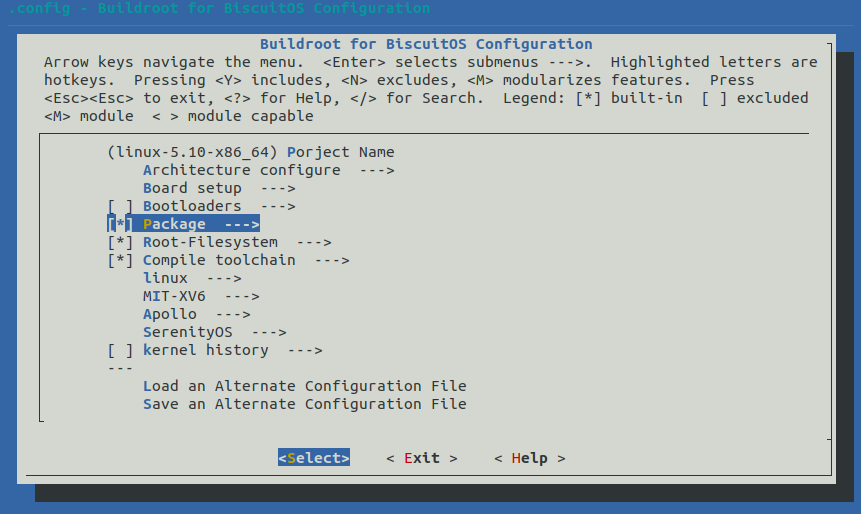 .config - Buildroot for BiscuitOS Configuration
Buildroot for BiscuitOS Configuration
Arrow keys navigate the menu.  <Enter> selects submenus --->.  Highlighted letters are
hotkeys.  Pressing <Y> includes, <N> excludes, <M> modularizes features.  Press
<Esc><Esc> to exit, <?> for Help, </> for Search.  Legend: [*] built-in  [ ] excluded
<M> module  < > module capable
(linux-5.10-x86_64) Porject Name
Architecture configure  --->
Board setup  --->
[ ] Bootloaders  --->
[*] Package  --->
[*] Root-Filesystem  --->
[*] Compile toolchain  --->
linux  --->
MIT-XV6  --->
Apollo  --->
SerenityOS  --->
[ ] kernel history  --->
---
Load an Alternate Configuration File
Save an Alternate Configuration File
<Select>    < Exit >    < Help >